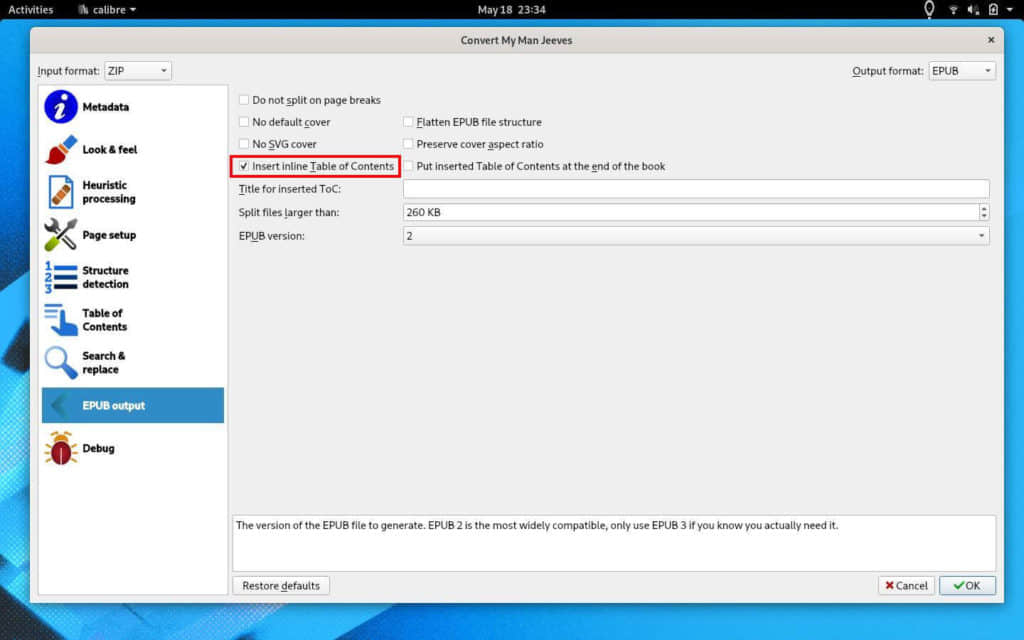 Activities
calibre
May 18 23:34
Convert My Man Jeeves
Input format: ZIP
Output format: EPUB
Metadata
Look & feel
Heuristic
processing
Page setup
Structure
detection
Table of
Contents
Search &
replace
EPUB output
Debug
Do not split on page breaks
No default cover
Flatten EPUB file structure
No SVG cover
Preserve cover aspect ratio
Insert inline Table of Contents
Put inserted Table of Contents at the end of the book
Title for inserted ToC:
Split files larger than: 260 KB
EPUB version: 2
The version of the EPUB file to generate. EPUB 2 is the most widely compatible, only use EPUB 3 if you know you actually need it.
Restore defaults
Cancel
OK